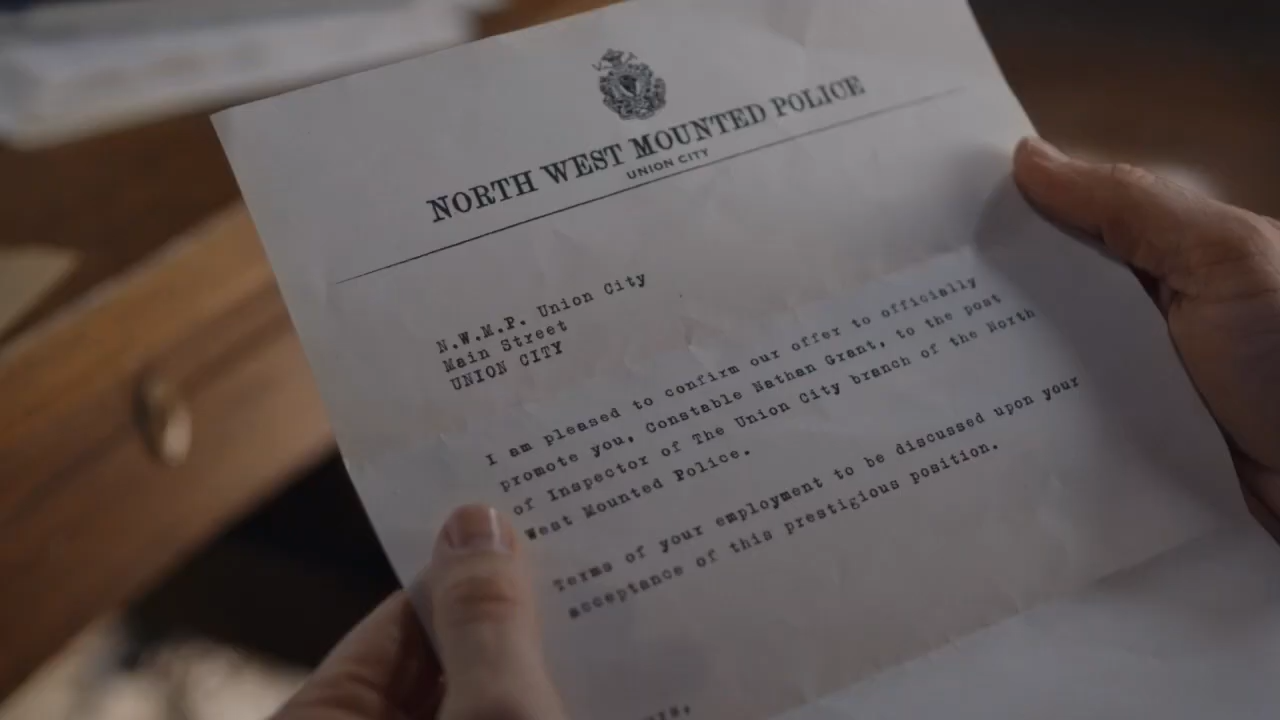 NORTH WEST MOUNTED POLICE
UNION CITY
N.W.M.P. Union City
Main Street
UNION CITY
I am pleased to confirm our offer to officially
promote you, Constable Nathan Grant, to the post
of Inspector of The Union City branch of the North
West Mounted Police.
Terms of your employment to be discussed upon your
acceptance of this prestigious position.